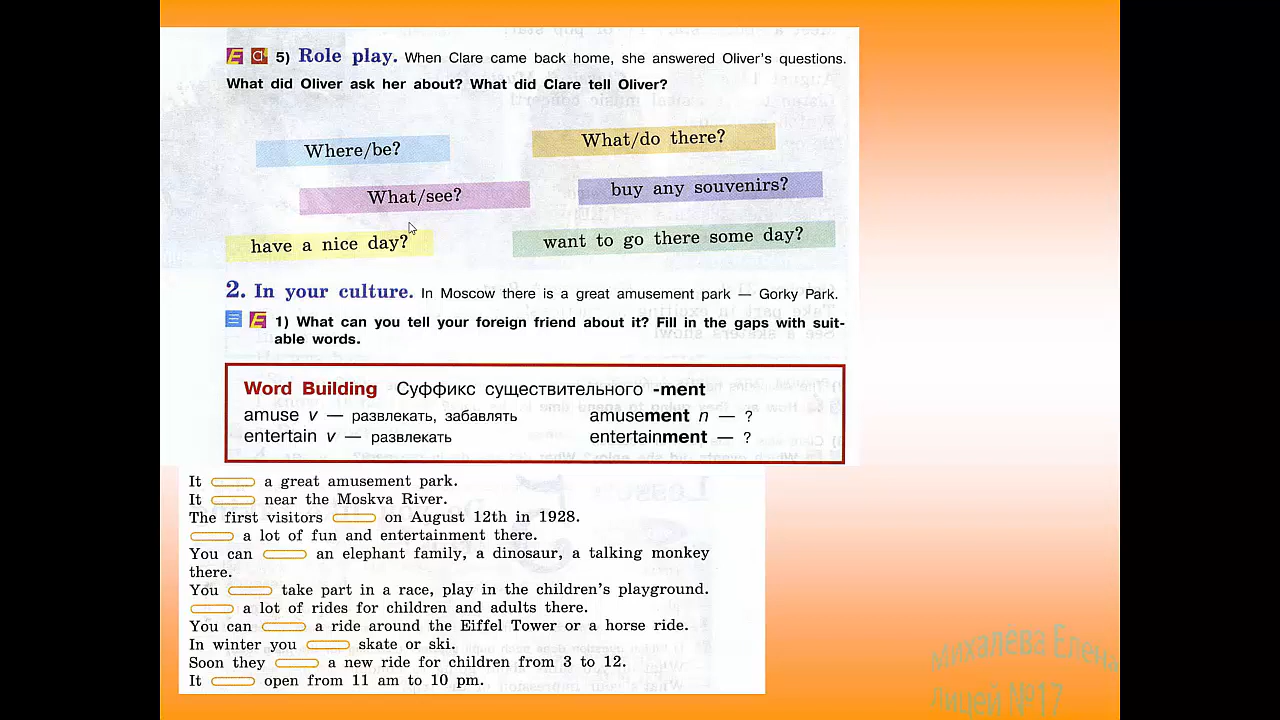 5) Role play. When Clare came back home, she answered Oliver's questions.
What did Oliver ask her about? What did Clare tell Oliver?
Where/be?
What/do there?
What/see?
buy any souvenirs?
have a nice day?
want to go there some day?
2. In your culture. In Moscow there is a great amusement park — Gorky Park.
1) What can you tell your foreign friend about it? Fill in the gaps with suit-
able words.
Word Building Суффикс существительного -ment
amuse v — развлекать, забавлять amusement n — ?
entertain v — развлекать entertainment — ?
It a great amusement park.
It near the Moskva River.
The first visitors on August 12th in 1928.
a lot of fun and entertainment there.
You can an elephant family, a dinosaur, a talking monkey
there.
You take part in a race, play in the children's playground.
a lot of rides for children and adults there.
You can a ride around the Eiffel Tower or a horse ride.
In winter you skate or ski.
Soon they a new ride for children from 3 to 12.
It open from 11 am to 10 pm.
Михалёва Елена
лицей №17